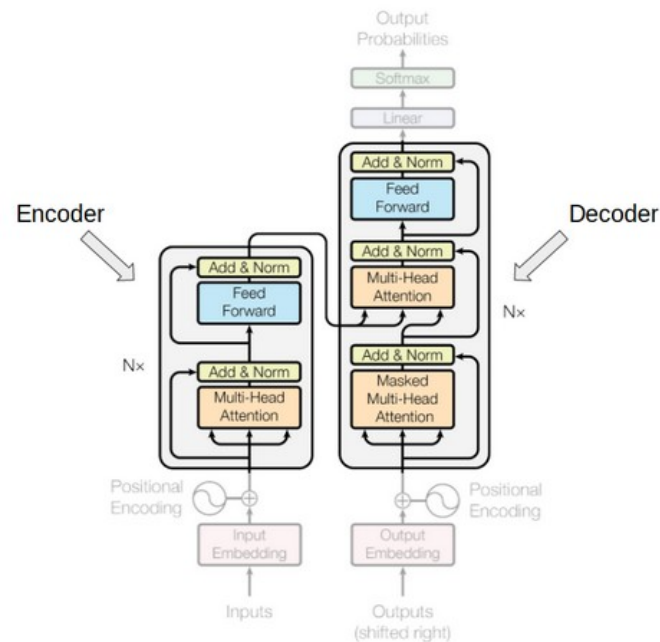 Output
Probabilities
Softmax
Linear
Add & Norm
Feed
Forward
Add & Norm
Multi-Head
Attention
Add & Norm
Masked
Multi-Head
Attention
Nx
Decoder
Encoder
Add & Norm
Feed
Forward
Add & Norm
Multi-Head
Attention
Nx
Positional
Encoding
Input
Embedding
Inputs
Positional
Encoding
Output
Embedding
Outputs
(shifted right)